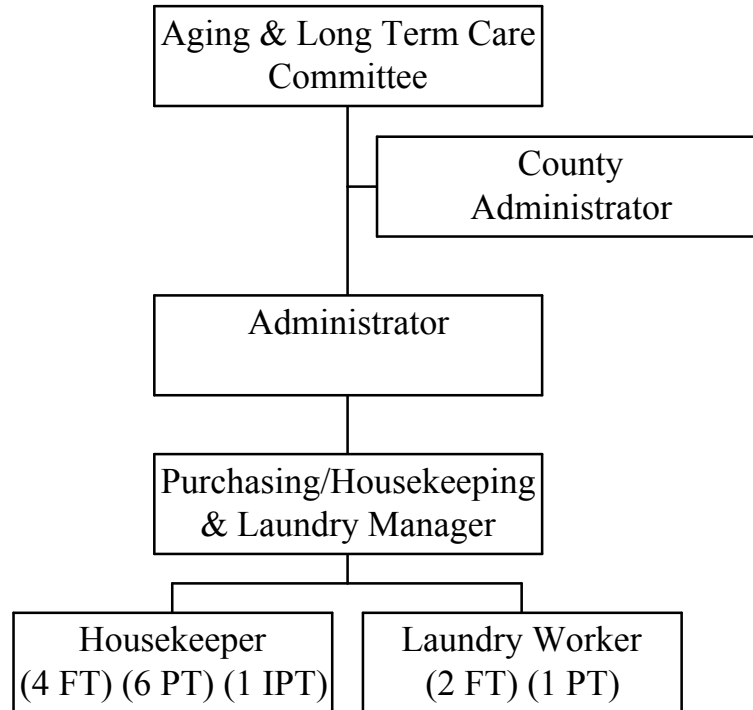 Aging & Long Term Care
Committee
County
Administrator
Administrator
Purchasing/Housekeeping
& Laundry Manager
Housekeeper
(4 FT) (6 PT) (1 IPT)
Laundry Worker
(2 FT) (1 PT)